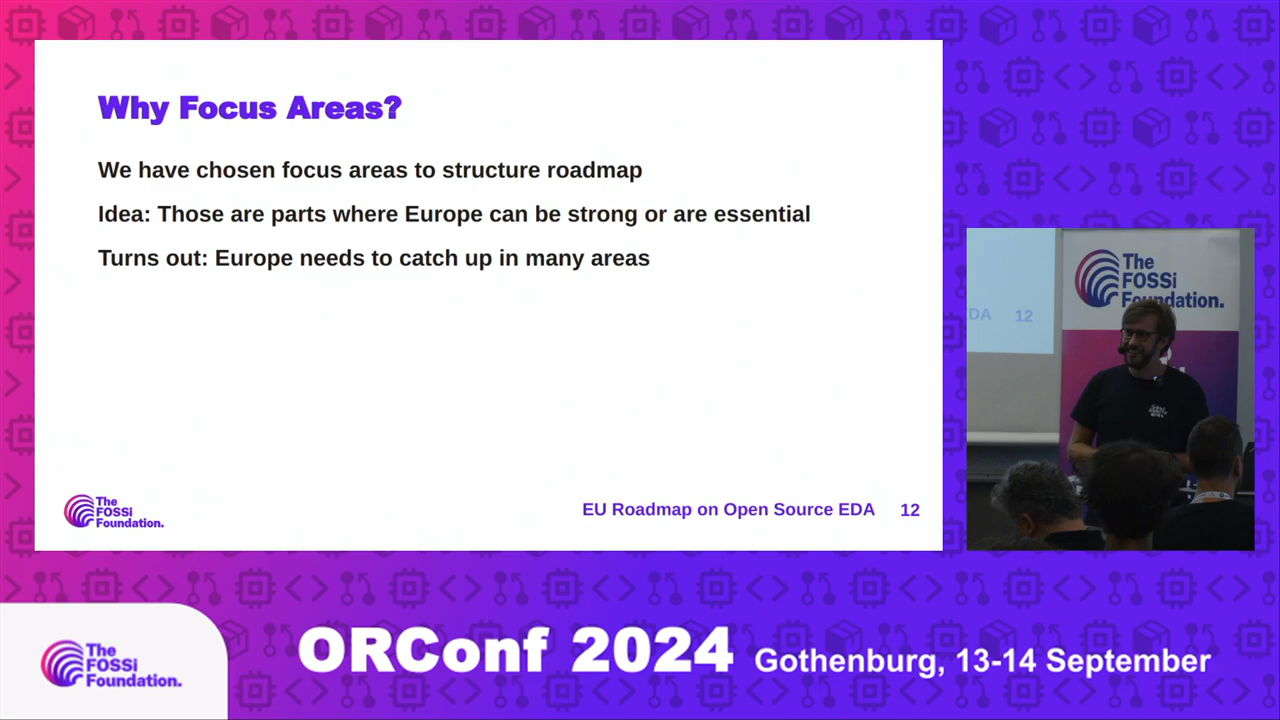 Why Focus Areas?
We have chosen focus areas to structure roadmap
Idea: Those are parts where Europe can be strong or are essential
Turns out: Europe needs to catch up in many areas
The
FOSSi
Foundation.
EU Roadmap on Open Source EDA 12
EDA 12
The
FOSSi
Foundation.
The
FOSSi
Foundation.
ORConf 2024 Gothenburg, 13-14 September